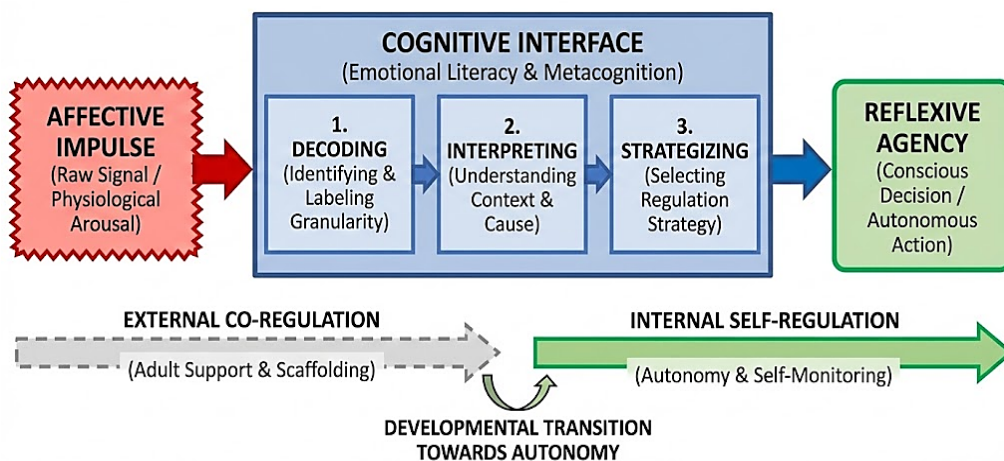 COGNITIVE INTERFACE
(Emotional Literacy & Metacognition)
AFFECTIVE
IMPULSE
(Raw Signal /
Physiological
Arousal)
1.
DECODING
(Identifying &
Labeling
Granularity)
2.
INTERPRETING
(Understanding
Context &
Cause)
3.
STRATEGIZING
(Selecting
Regulation
Strategy)
REFLEXIVE
AGENCY
(Conscious
Decision /
Autonomous
Action)
EXTERNAL CO-REGULATION
(Adult Support & Scaffolding)
INTERNAL SELF-REGULATION
(Autonomy & Self-Monitoring)
DEVELOPMENTAL TRANSITION
TOWARDS AUTONOMY